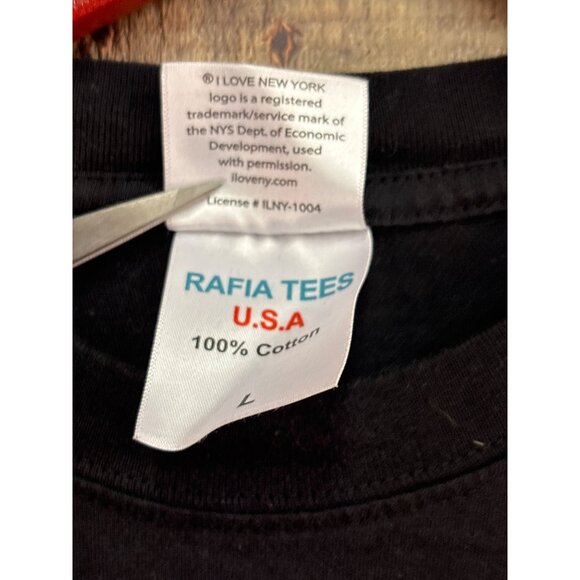 ® I LOVE NEW YORK
logo is a registered
trademark/service mark of
the NYS Dept. of Economic
Development, used
with permission.
iloveny.com
License # ILNY-1004
RAFIA TEES
U.S.A
100% Cotton
L